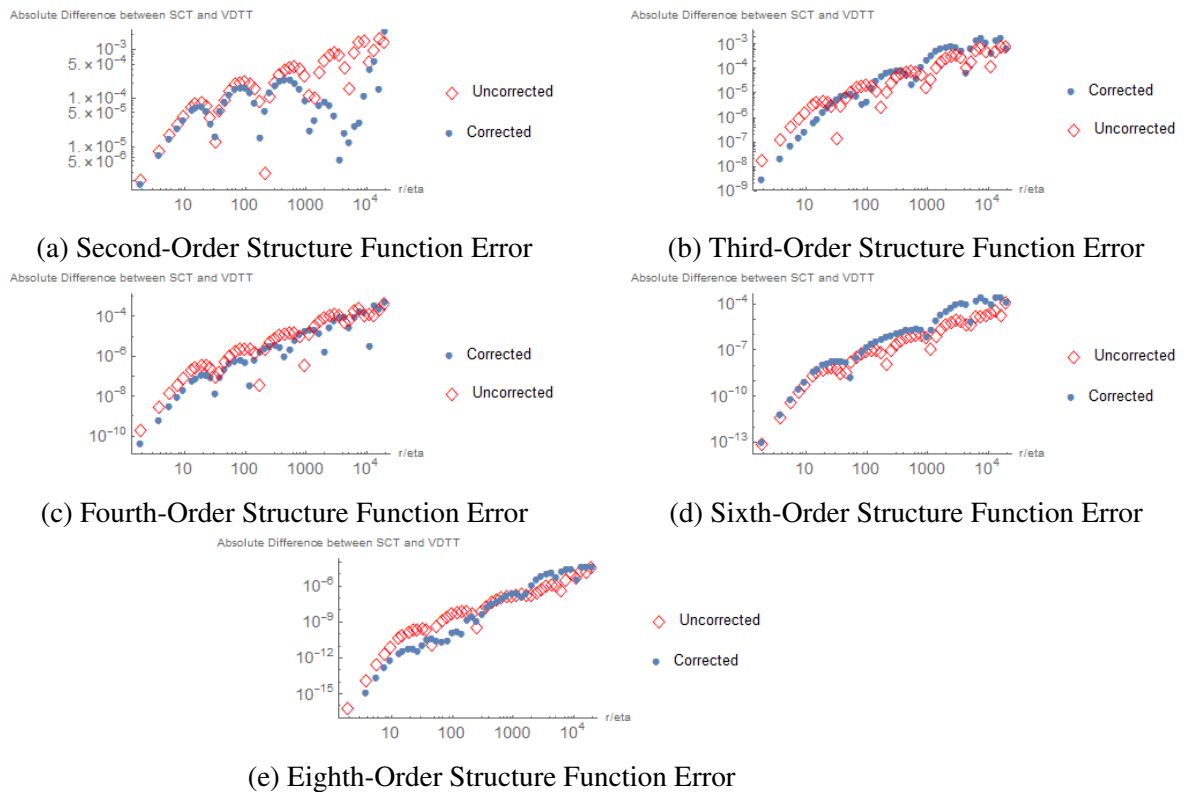 Absolute Difference between SCT and VDTT
10^-3
5. × 10^-4
1. × 10^-4
5. × 10^-5
1. × 10^-5
5. × 10^-6
10 100 1000 10^4
r/eta
Uncorrected
Corrected
(a) Second-Order Structure Function Error
Absolute Difference between SCT and VDTT
10^-3
10^-4
10^-5
10^-6
10^-7
10^-8
10^-9
10 100 1000 10^4
r/eta
Corrected
Uncorrected
(b) Third-Order Structure Function Error
Absolute Difference between SCT and VDTT
10^-4
10^-6
10^-8
10^-10
10 100 1000 10^4
r/eta
Corrected
Uncorrected
(c) Fourth-Order Structure Function Error
Absolute Difference between SCT and VDTT
10^-4
10^-7
10^-10
10^-13
10 100 1000 10^4
r/eta
Uncorrected
Corrected
(d) Sixth-Order Structure Function Error
Absolute Difference between SCT and VDTT
10^-6
10^-9
10^-12
10^-15
10 100 1000 10^4
r/eta
Uncorrected
Corrected
(e) Eighth-Order Structure Function Error